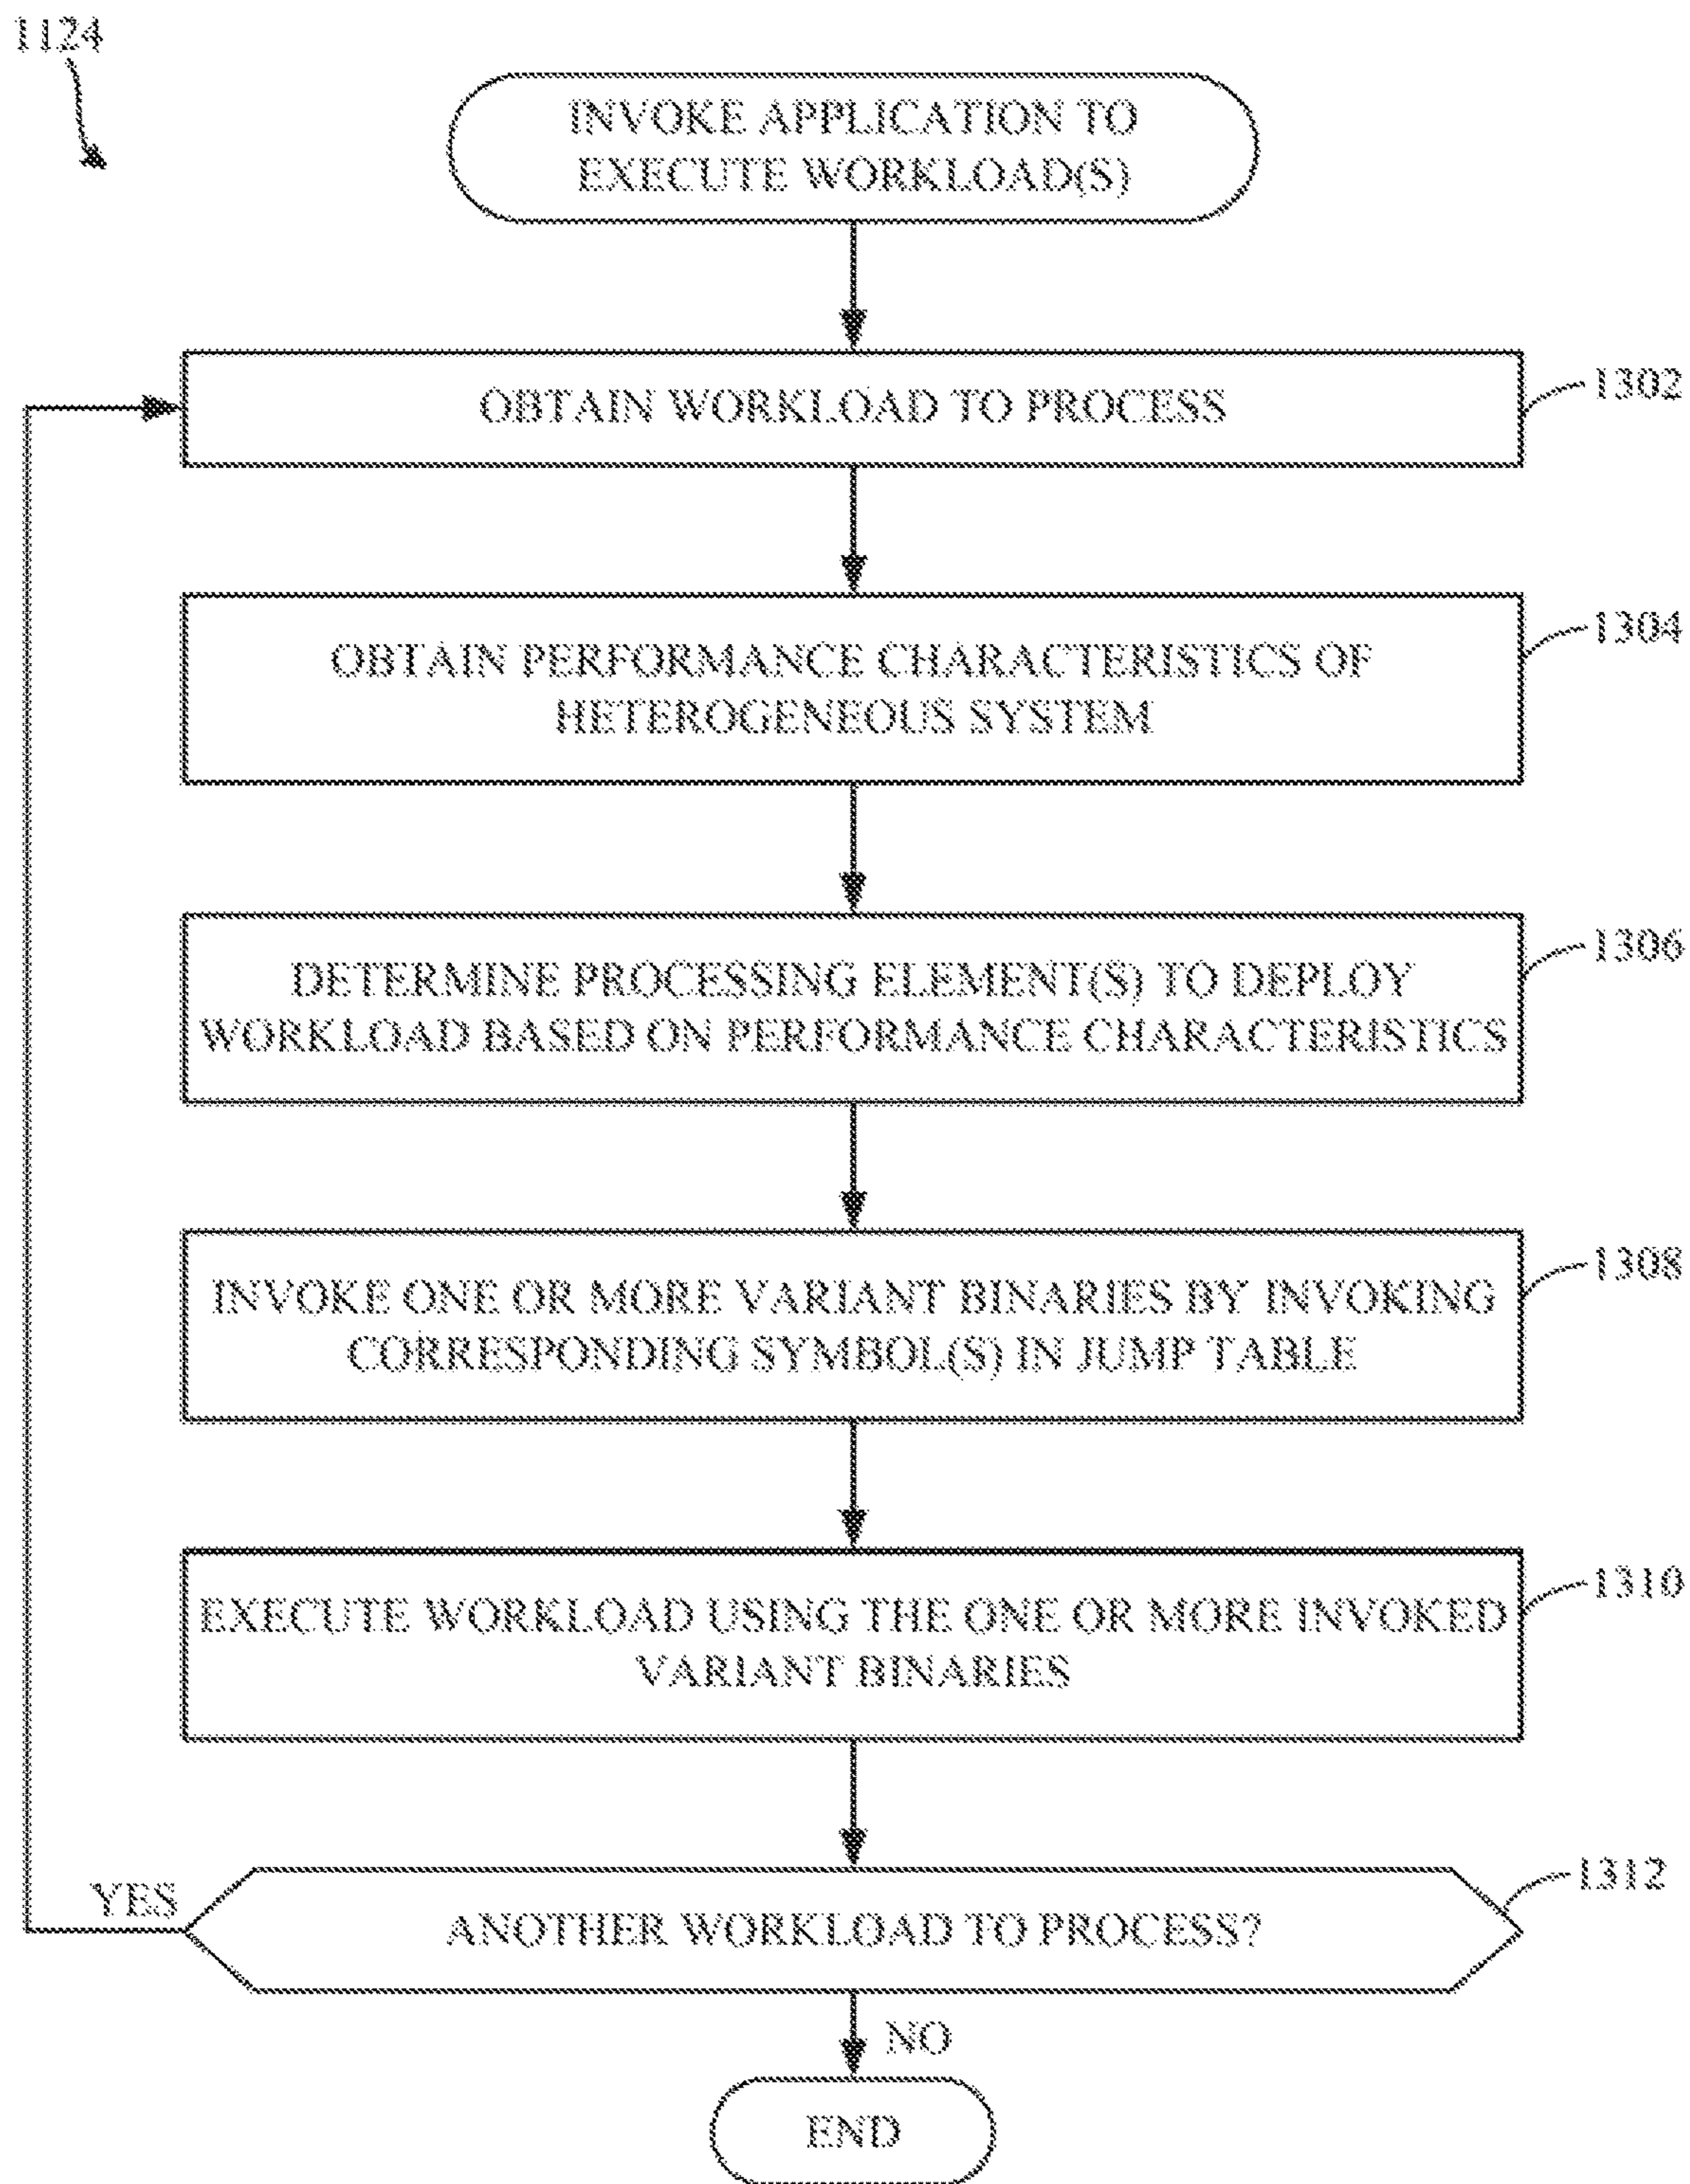 1124
INVOKE APPLICATION TO
EXECUTE WORKLOAD(S)
OBTAIN WORKLOAD TO PROCESS
1302
OBTAIN PERFORMANCE CHARACTERISTICS OF
HETEROGENEOUS SYSTEM
1304
DETERMINE PROCESSING ELEMENT(S) TO DEPLOY
WORKLOAD BASED ON PERFORMANCE CHARACTERISTICS
1306
INVOKE ONE OR MORE VARIANT BINARIES BY INVOKING
CORRESPONDING SYMBOL(S) IN JUMP TABLE
1308
EXECUTE WORKLOAD USING THE ONE OR MORE INVOKED
VARIANT BINARIES
1310
YES
ANOTHER WORKLOAD TO PROCESS?
1312
NO
END